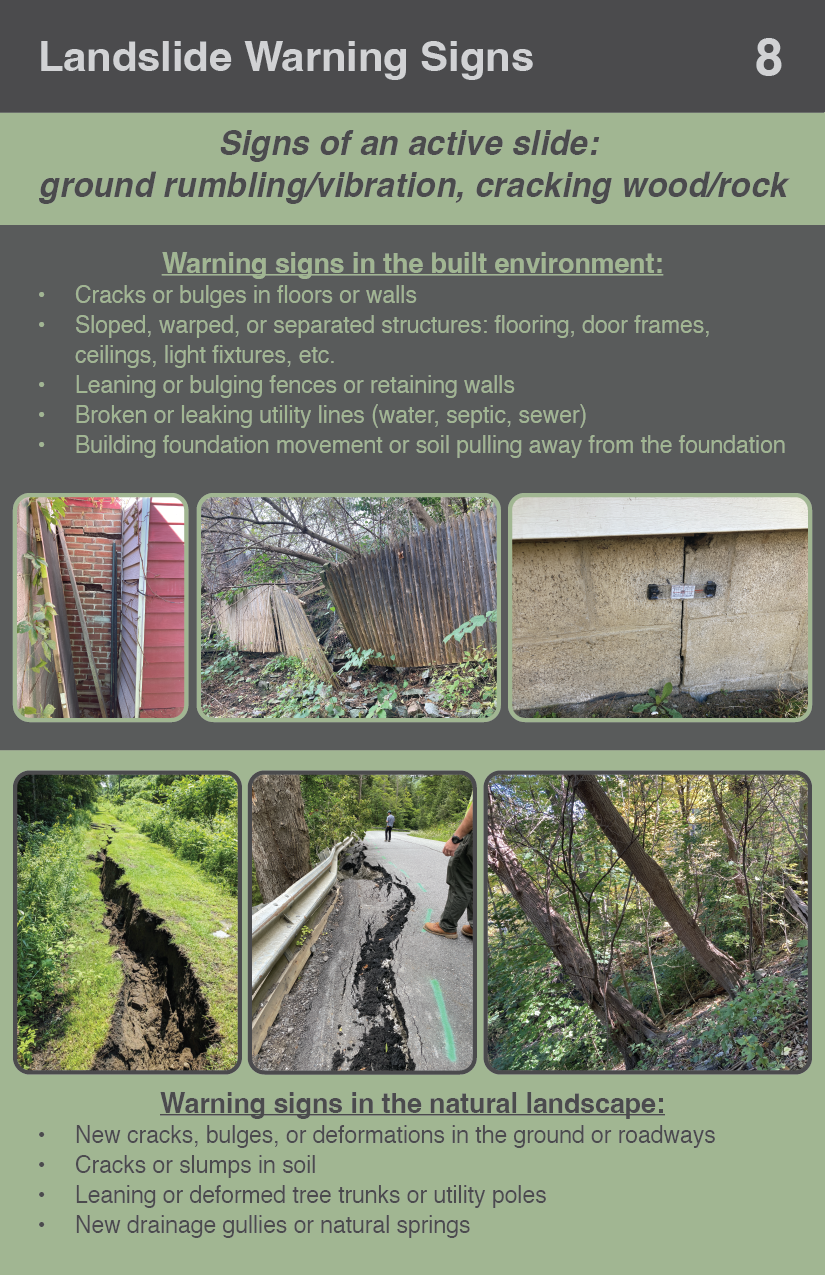 Landslide Warning Signs 8
Signs of an active slide:
ground rumbling/vibration, cracking wood/rock
Warning signs in the built environment:
• Cracks or bulges in floors or walls
• Sloped, warped, or separated structures: flooring, door frames,
ceilings, light fixtures, etc.
• Leaning or bulging fences or retaining walls
• Broken or leaking utility lines (water, septic, sewer)
• Building foundation movement or soil pulling away from the foundation
Warning signs in the natural landscape:
• New cracks, bulges, or deformations in the ground or roadways
• Cracks or slumps in soil
• Leaning or deformed tree trunks or utility poles
• New drainage gullies or natural springs